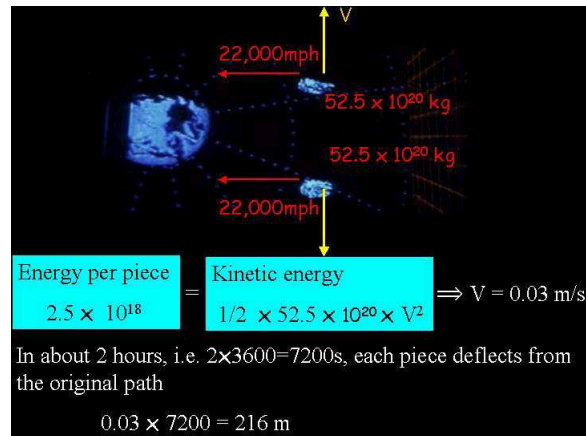 V
22,000mph
52.5 x 10²⁰ kg
52.5 x 10²⁰ kg
22,000mph
Energy per piece
2.5 × 10¹⁸
=
Kinetic energy
1/2 × 52.5 × 10²⁰ × V²
⇒ V = 0.03 m/s
In about 2 hours, i.e. 2×3600=7200s, each piece deflects from
the original path
0.03 × 7200 = 216 m